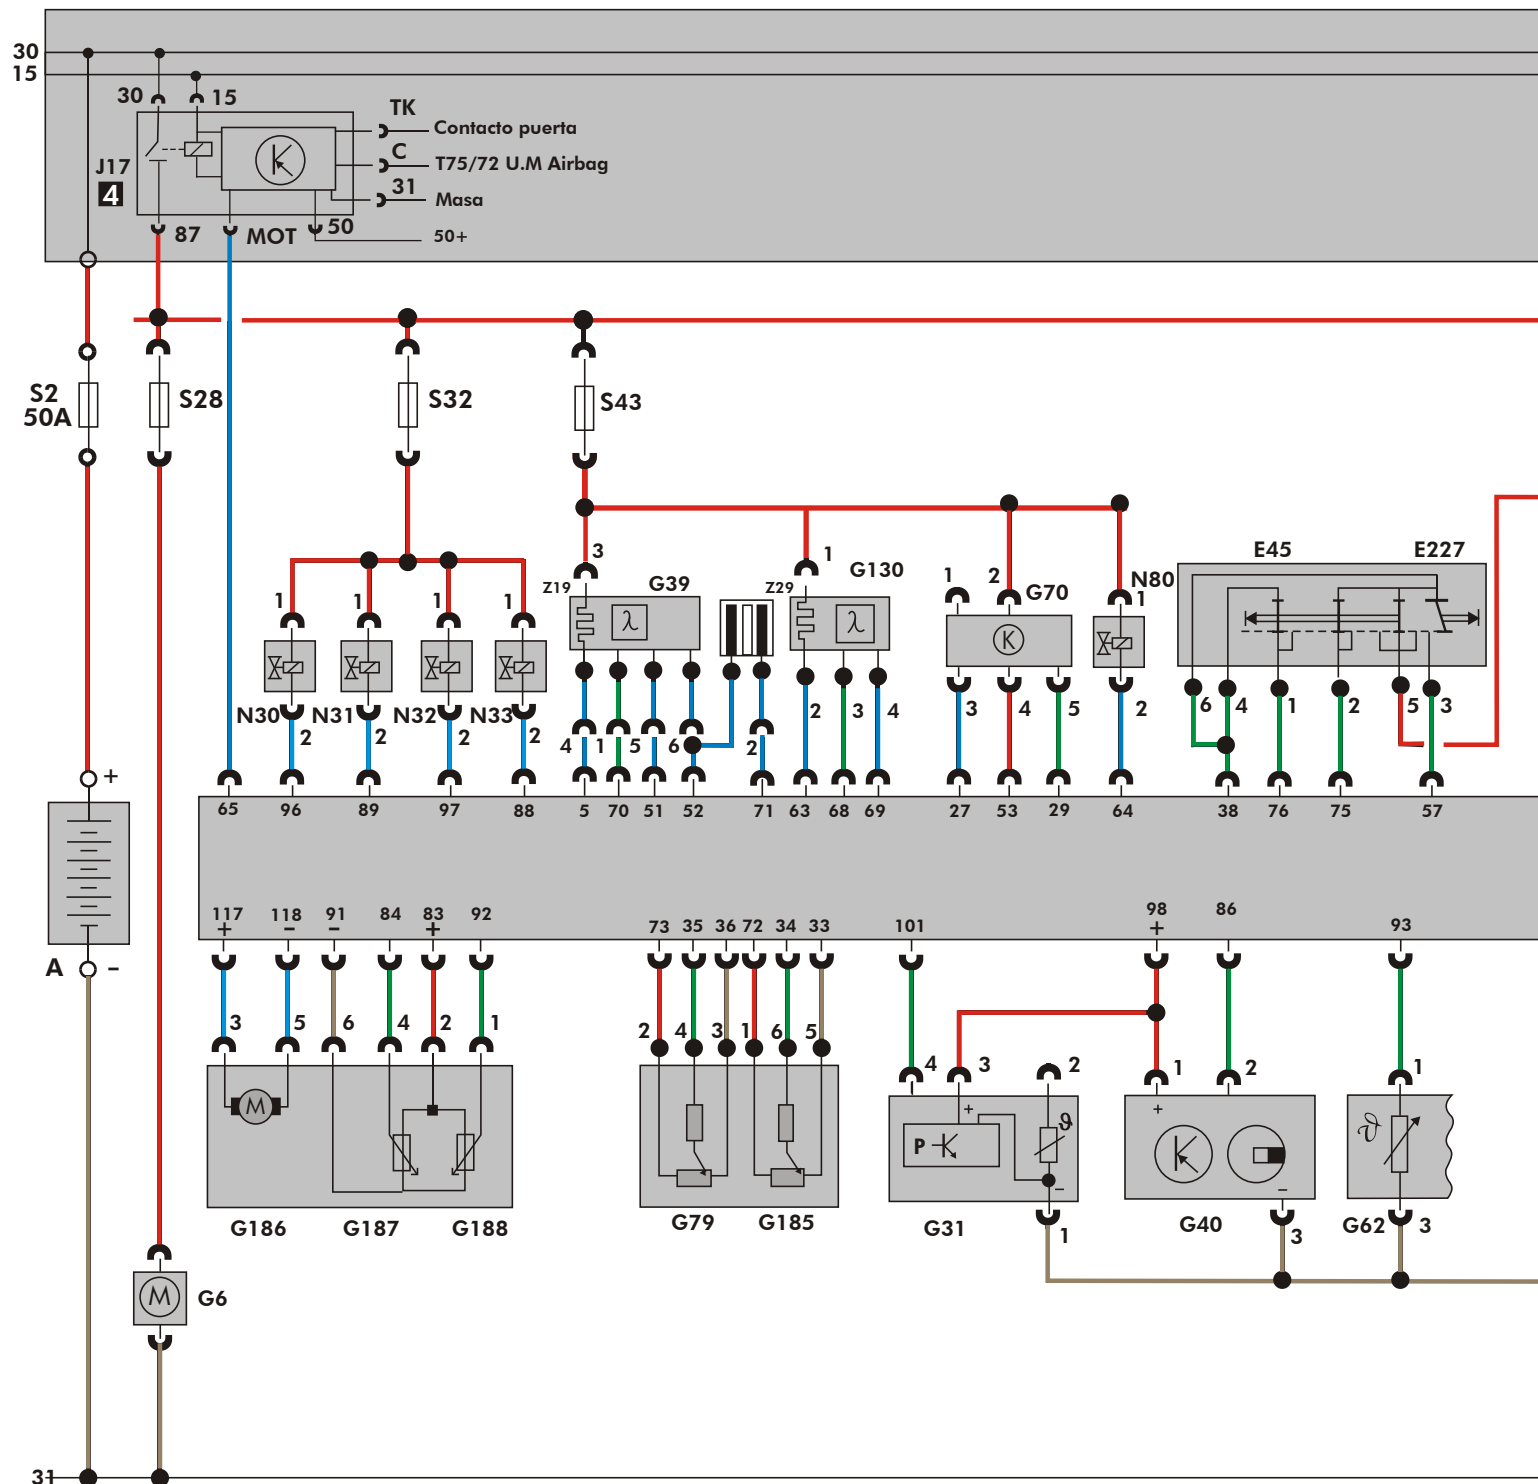 30
15
30 15 TK
Contacto puerta
C
T75/72 U.M Airbag
J17
4
31
Masa
87 MOT 50
50+
S2
50A
S28
S32
S43
3 1 1 2
E45 E227
Z19 G39 Z29 G130
G70 N80
1 1 1 1 1
λ λ
K
N30 N31 N32 N33
2 2 2 2
2 3 4 3 4 5 2 6 4 1 2 5 3
4 1 5 6 2
+
65 96 89 97 88 5 70 51 52 71 63 68 69 27 53 29 64 38 76 75 57
117 118 91 84 83 92 73 35 36 72 34 33 101 98 86 93
+ - - + +
A -
3 5 6 4 2 1 2 4 3 1 6 5
4 3 2 1 2 1
M
+ ϑ + ϑ
P
- -
G186 G187 G188 G79 G185 G31 G40 G62
1 3 3
M
G6
31